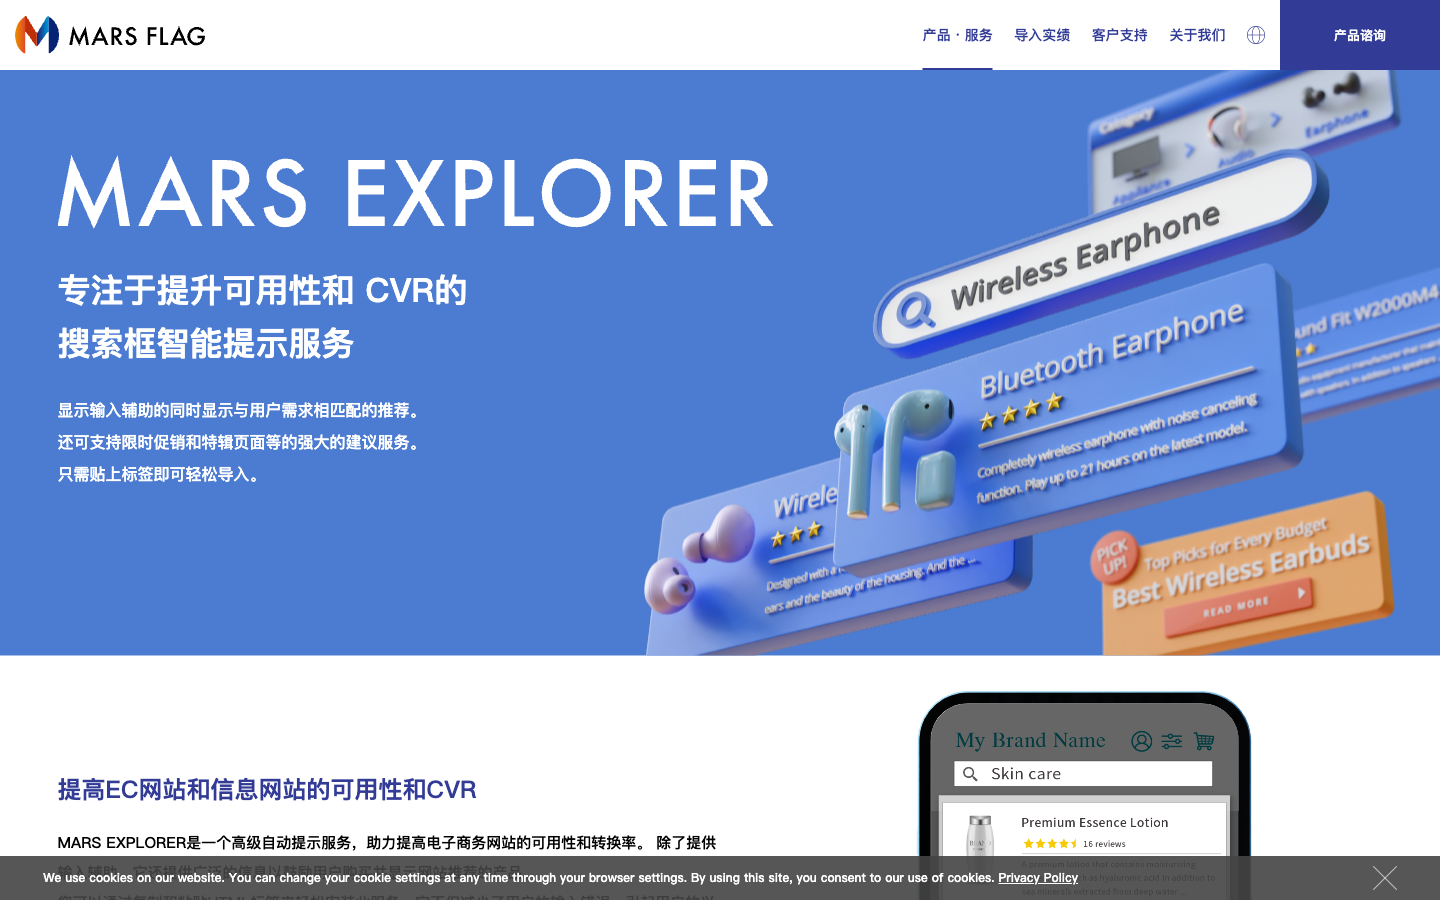 MARS FLAG
产品・服务
导入实绩
客户支持
关于我们
产品谘询
MARS EXPLORER
专注于提升可用性和 CVR的
搜索框智能提示服务
显示输入辅助的同时显示与用户需求相匹配的推荐。
还可支持限时促销和特辑页面等的强大的建议服务。
只需贴上标签即可轻松导入。
Category
Appliance
Audio
Earphone
Wireless Earphone
Bluetooth Earphone
Completely wireless earphone with noise canceling
function. Play up to 21 hours on the latest model.
und Fit W2000M4
Wirele
Designed with a
ears and the beauty of the housing. And the ...
PICK UP!
Top Picks for Every Budget
Best Wireless Earbuds
READ MORE
提高EC网站和信息网站的可用性和CVR
MARS EXPLORER是一个高级自动提示服务，助力提高电子商务网站的可用性和转换率。 除了提供
My Brand Name
Skin care
Premium Essence Lotion
16 reviews
We use cookies on our website. You can change your cookie settings at any time through your browser settings. By using this site, you consent to our use of cookies. Privacy Policy